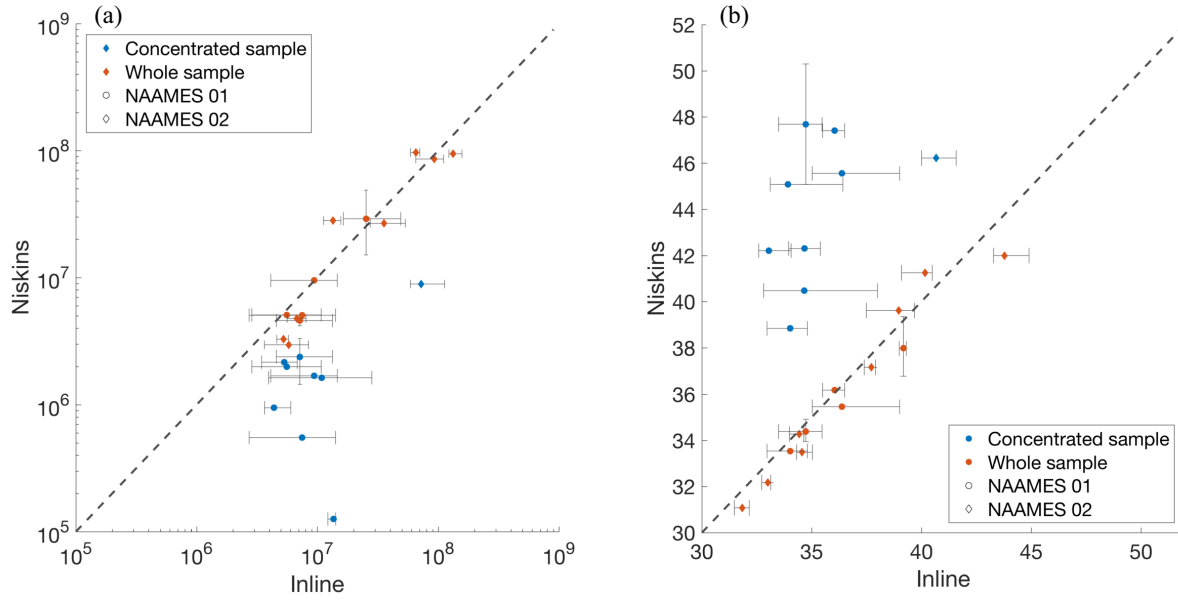 (a)
Concentrated sample
Whole sample
NAAMES 01
NAAMES 02
10^9
10^8
10^7
10^6
10^5
Niskins
10^5 10^6 10^7 10^8 10^9
Inline
(b)
52
50
48
46
44
42
40
38
36
34
32
30
Niskins
Concentrated sample
Whole sample
NAAMES 01
NAAMES 02
30 35 40 45 50
Inline